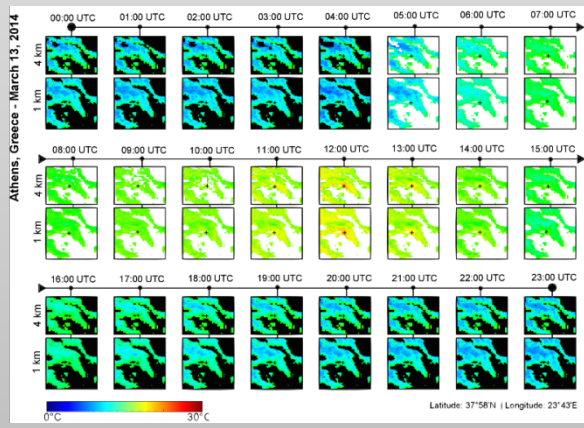 Athens, Greece - March 13, 2014
00:00 UTC 01:00 UTC 02:00 UTC 03:00 UTC 04:00 UTC 05:00 UTC 06:00 UTC 07:00 UTC
4 km
1 km
08:00 UTC 09:00 UTC 10:00 UTC 11:00 UTC 12:00 UTC 13:00 UTC 14:00 UTC 15:00 UTC
4 km
1 km
16:00 UTC 17:00 UTC 18:00 UTC 19:00 UTC 20:00 UTC 21:00 UTC 22:00 UTC 23:00 UTC
4 km
1 km
0°C 30°C
Latitude: 37°58'N | Longitude: 23°43'E